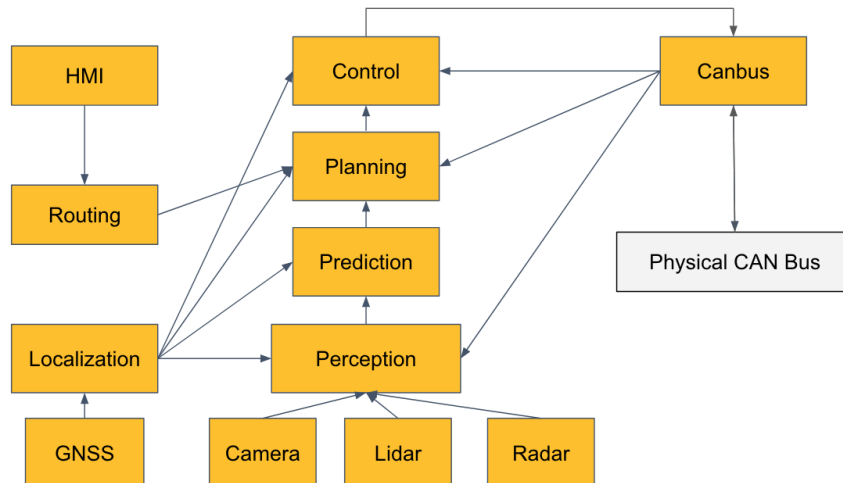 HMI
Control
Canbus
Planning
Routing
Prediction
Physical CAN Bus
Localization
Perception
GNSS
Camera
Lidar
Radar